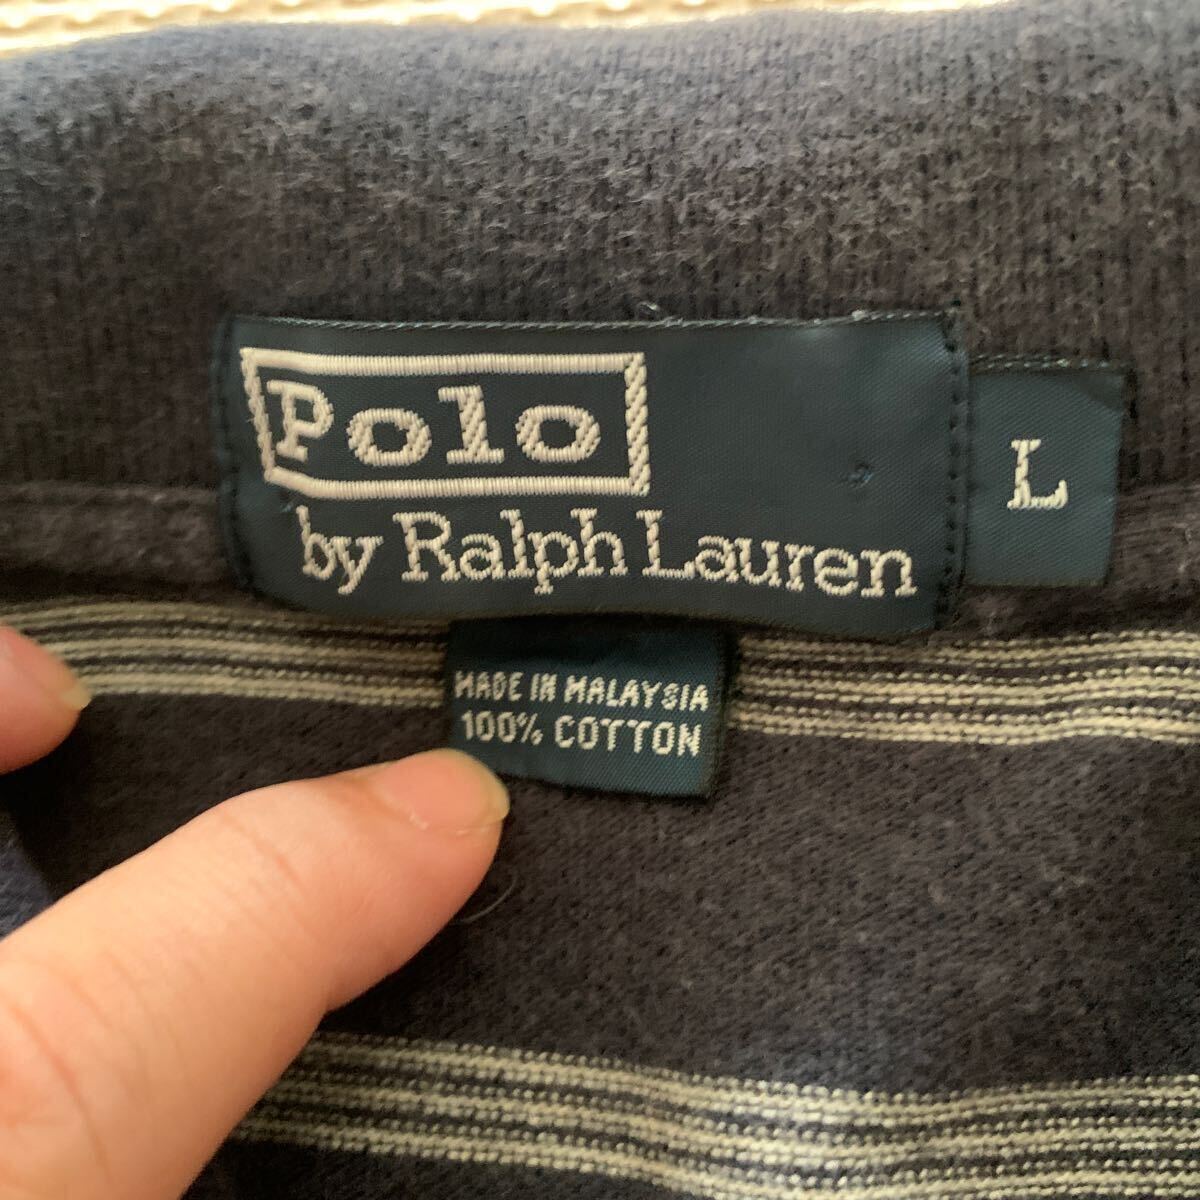 Polo
by Ralph Lauren
L
MADE IN MALAYSIA
100% COTTON